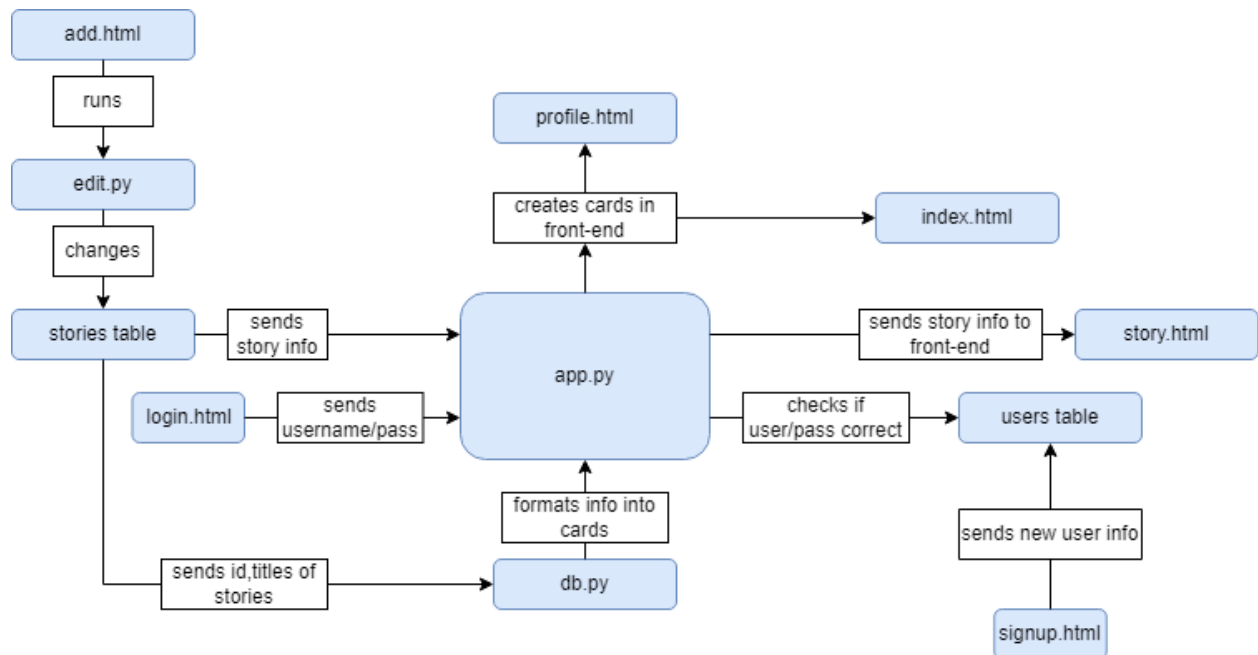 add.html
runs
profile.html
edit.py
creates cards in
front-end
index.html
changes
stories table
sends
story info
app.py
sends story info to
front-end
story.html
login.html
sends
username/pass
checks if
user/pass correct
users table
formats info into
cards
sends new user info
sends id,titles of
stories
db.py
signup.html